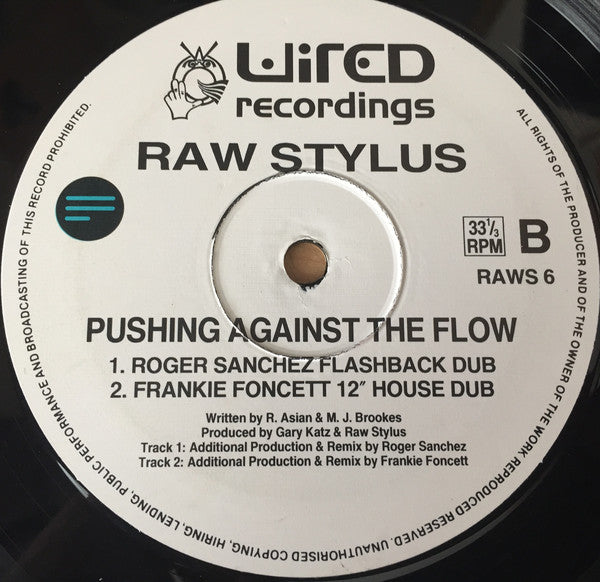 WIRED
recordings
RAW STYLUS
33 1/3
RPM
B
RAWS 6
PUSHING AGAINST THE FLOW
1. ROGER SANCHEZ FLASHBACK DUB
2. FRANKIE FONCETT 12" HOUSE DUB
Written by R. Asian & M. J. Brookes
Produced by Gary Katz & Raw Stylus
Track 1: Additional Production & Remix by Roger Sanchez
Track 2: Additional Production & Remix by Frankie Foncett
ALL RIGHTS OF THE PRODUCER AND OF THE OWNER OF THE WORK REPRODUCED RESERVED. UNAUTHORISED COPYING, HIRING, LENDING, PUBLIC PERFORMANCE AND BROADCASTING OF THIS RECORD PROHIBITED.